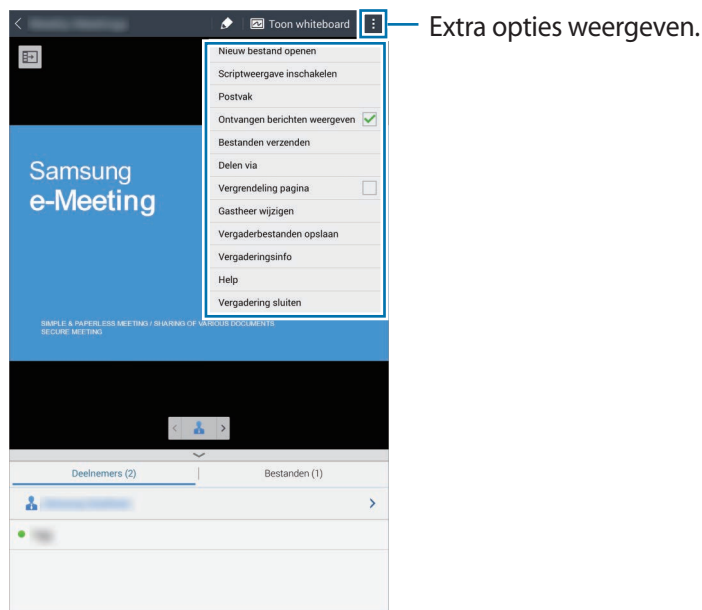 Toon whiteboard
Extra opties weergeven.
Nieuw bestand openen
Scriptweergave inschakelen
Postvak
Ontvangen berichten weergeven
Bestanden verzenden
Delen via
Vergrendeling pagina
Gastheer wijzigen
Vergaderbestanden opslaan
Vergaderingsinfo
Help
Vergadering sluiten
Samsung
e-Meeting
SIMPLE & PAPERLESS MEETING / SHARING OF VARIOUS DOCUMENTS
SECURE MEETING
Deelnemers (2)
Bestanden (1)